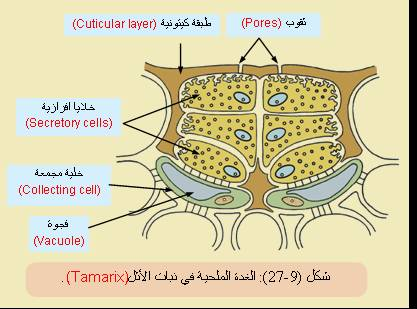 طبقة كيتونية (Cuticular layer)
ثقوب (Pores)
خلايا افرازية
(Secretory cells)
خلية مجمعة
(Collecting cell)
فجوة
(Vacuole)
شكل (9-27): الغدة الملحية في نبات الأثل(Tamarix).